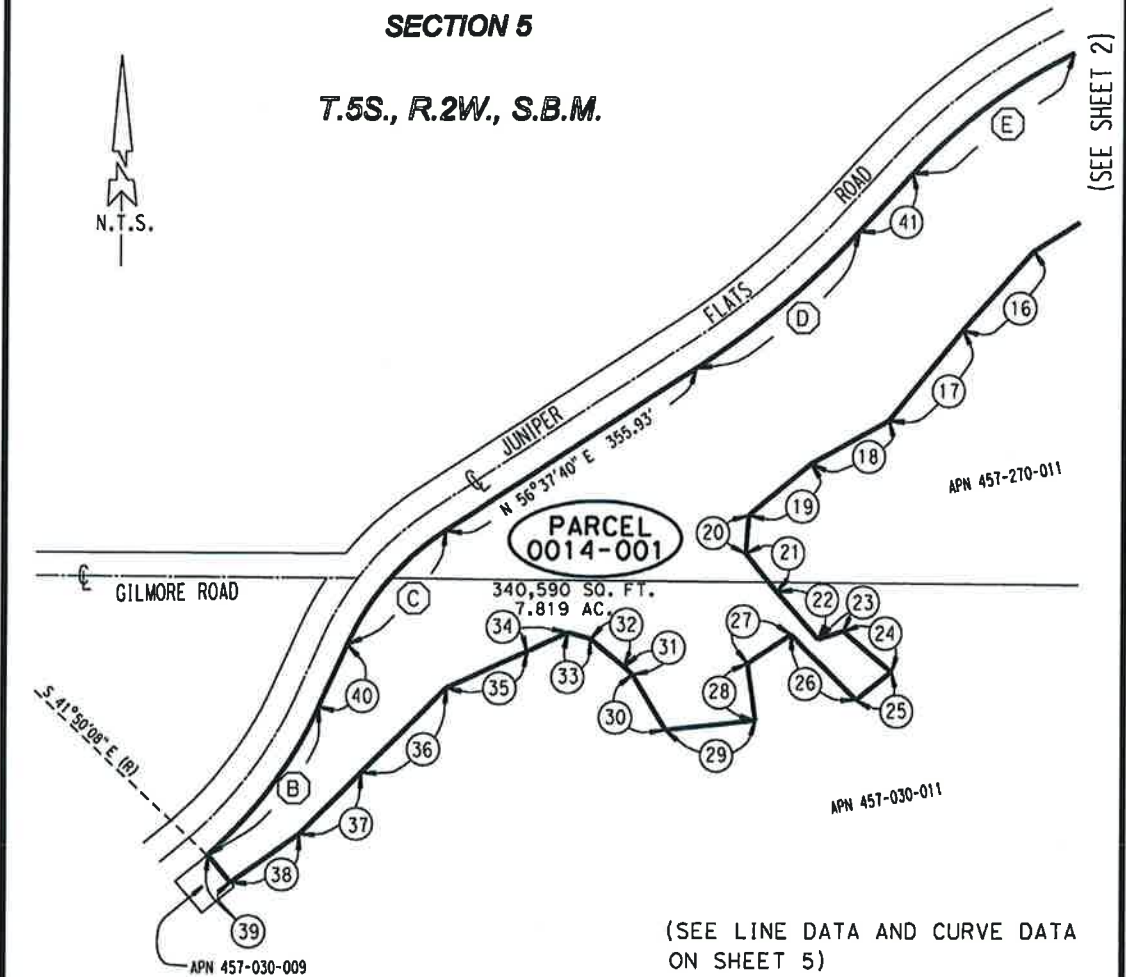 SECTION 5
T.5S., R.2W., S.B.M.
N
N.T.S.
(SEE SHEET 2)
E
ROAD
41
FLATS
D
16
17
JUNIPER
℄
N 56°37'40" E 355.93'
18
APN 457-270-011
19
PARCEL
0014-001
20
21
℄
GILMORE ROAD
C
340,590 SQ. FT.
7.819 AC.
22
23
24
27
32
34
31
33
35
28
26
25
40
30
29
S 41°50'08" E (R)
36
B
37
APN 457-030-011
38
39
APN 457-030-009
(SEE LINE DATA AND CURVE DATA
ON SHEET 5)